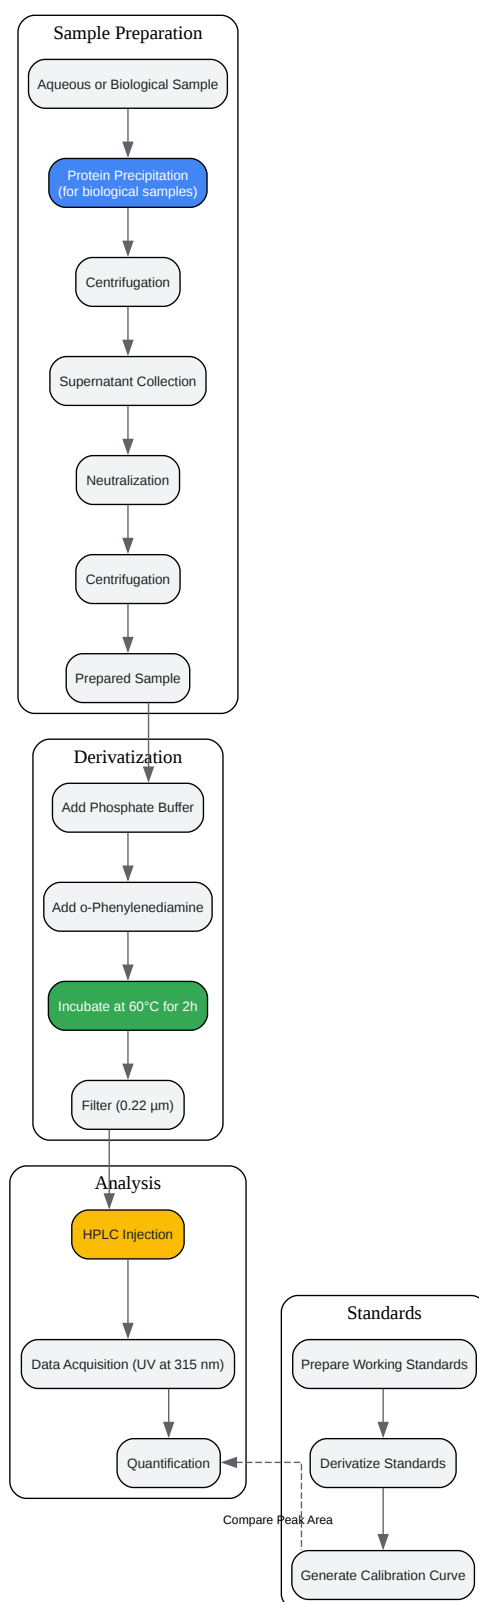 Sample Preparation
Aqueous or Biological Sample
Protein Precipitation
(for biological samples)
Centrifugation
Supernatant Collection
Neutralization
Centrifugation
Prepared Sample
Derivatization
Add Phosphate Buffer
Add o-Phenylenediamine
Incubate at 60°C for 2h
Filter (0.22 µm)
Analysis
HPLC Injection
Data Acquisition (UV at 315 nm)
Quantification
Standards
Prepare Working Standards
Derivatize Standards
Compare Peak Area
Generate Calibration Curve